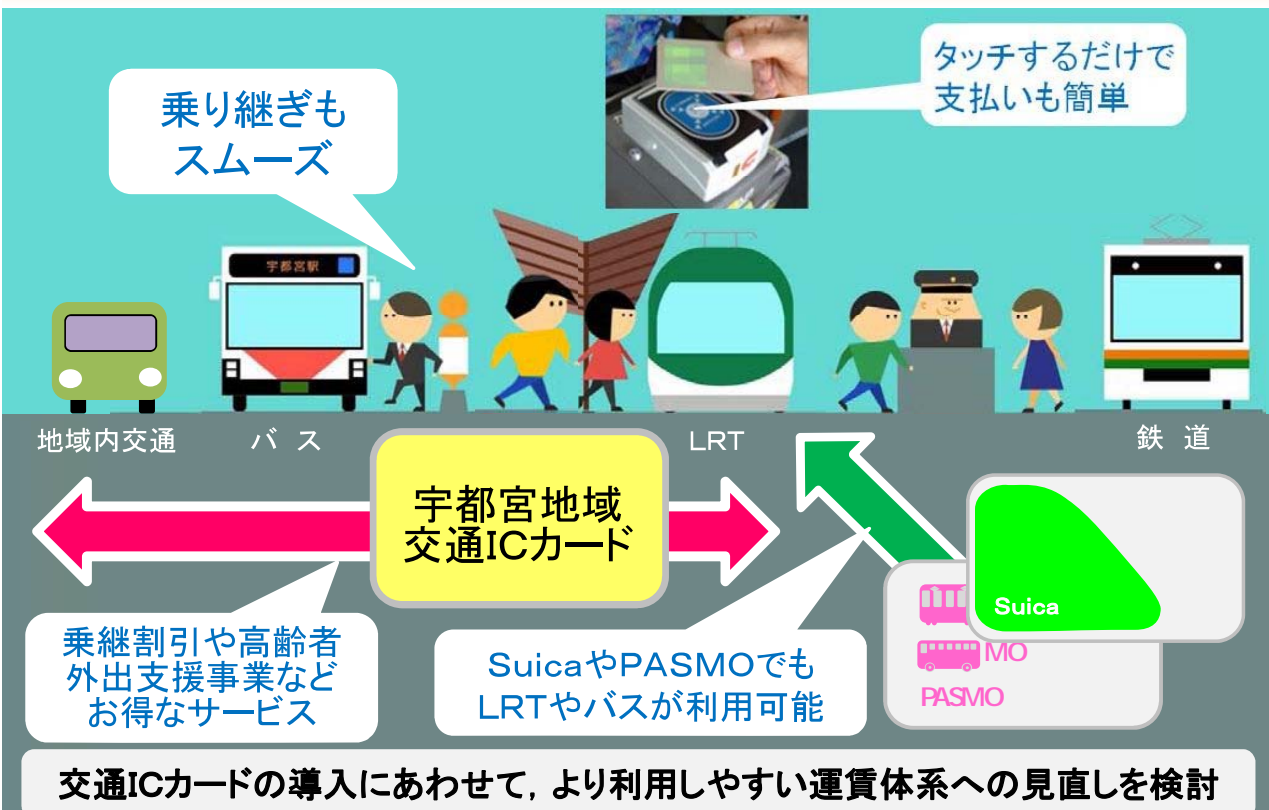 タッチするだけで
支払いも簡単
乗り継ぎも
スムーズ
IC
宇都宮駅
地域内交通
バス
LRT
鉄道
宇都宮地域
交通ICカード
Suica
MO
PASMO
乗継割引や高齢者
外出支援事業など
お得なサービス
SuicaやPASMOでも
LRTやバスが利用可能
交通ICカードの導入にあわせて，より利用しやすい運賃体系への見直しを検討